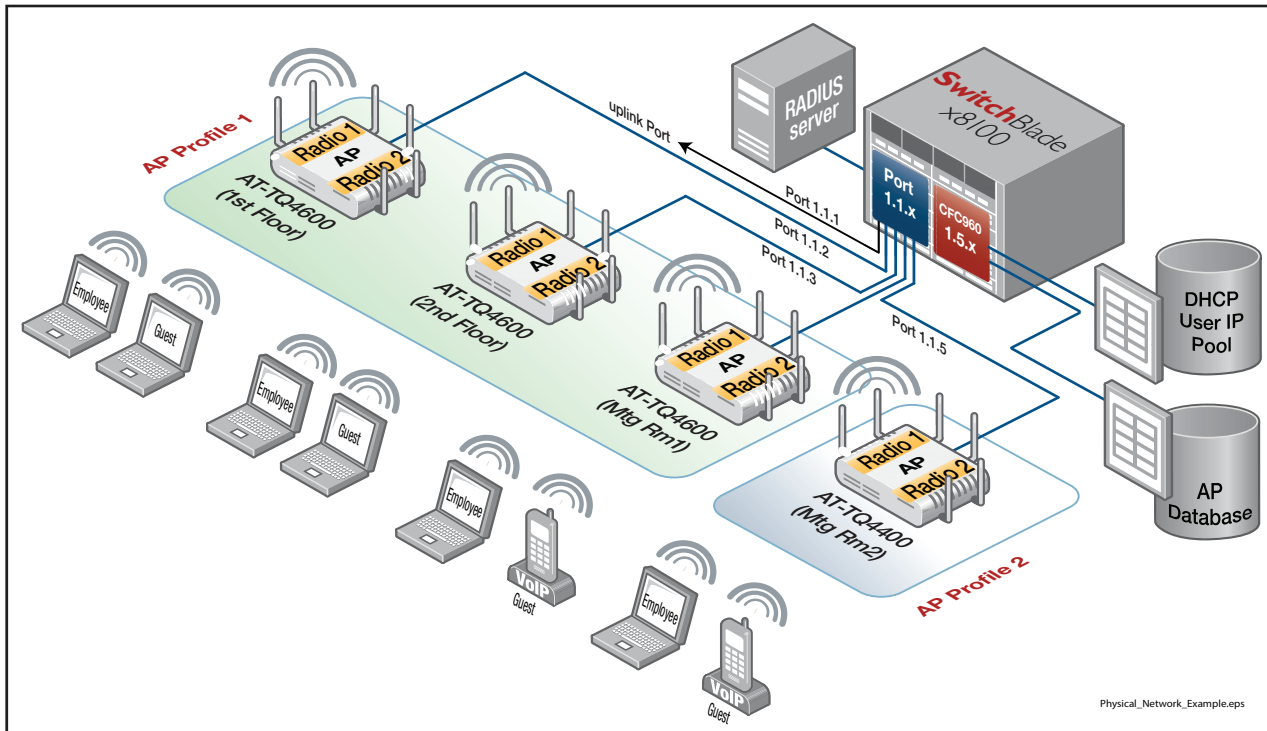 AP Profile 1
Radio 1
AP
Radio 2
AT-TQ4600
(1st Floor)
Radio 1
AP
Radio 2
AT-TQ4600
(2nd Floor)
Radio 1
AP
Radio 2
AT-TQ4600
(Mtg Rm1)
Radio 1
AP
Radio 2
AT-TQ4400
(Mtg Rm2)
AP Profile 2
uplink Port
Port 1.1.1
Port 1.1.2
Port 1.1.3
Port 1.1.5
RADIUS
server
SwitchBlade
x8100
Port
1.1.x
CFC960
1.5.x
DHCP
User IP
Pool
AP
Database
Employee
Guest
Employee
Guest
Employee
VoIP
Guest
Employee
VoIP
Guest
Physical_Network_Example.eps